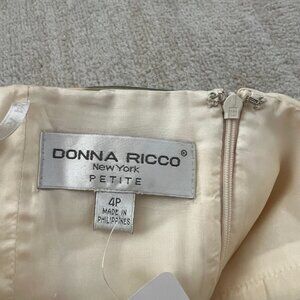 DONNA RICCO®
New York
PETITE
4P
MADE IN
PHILIPPINES